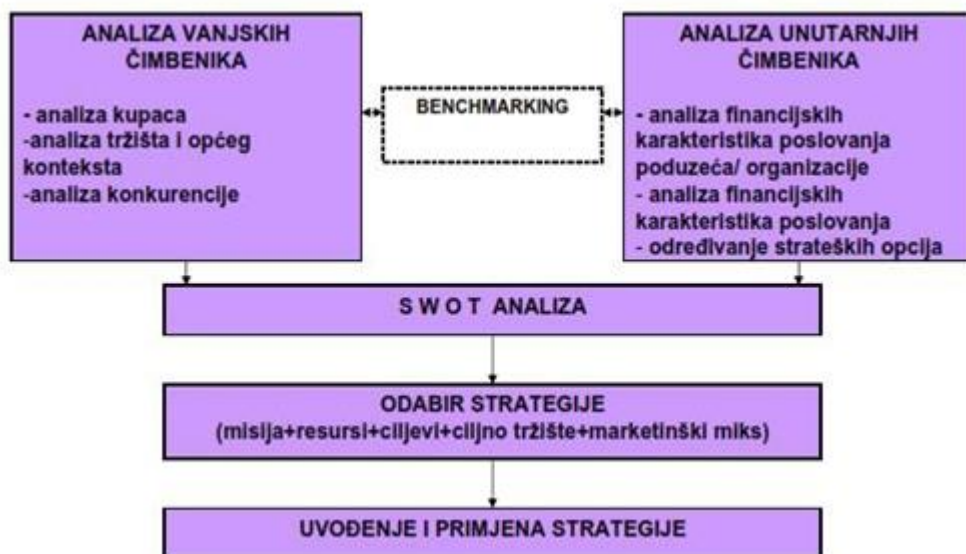 ANALIZA VANJSKIH
ČIMBENIKA
- analiza kupaca
-analiza tržišta i općeg
konteksta
-analiza konkurencije
BENCHMARKING
ANALIZA UNUTARNJIH
ČIMBENIKA
- analiza financijskih
karakteristika poslovanja
poduzeća/ organizacije
- analiza financijskih
karakteristika poslovanja
- određivanje strateških opcija
S W O T ANALIZA
ODABIR STRATEGIJE
(misija+resursi+ciljevi+ciljno tržište+marketinški miks)
UVOĐENJE I PRIMJENA STRATEGIJE